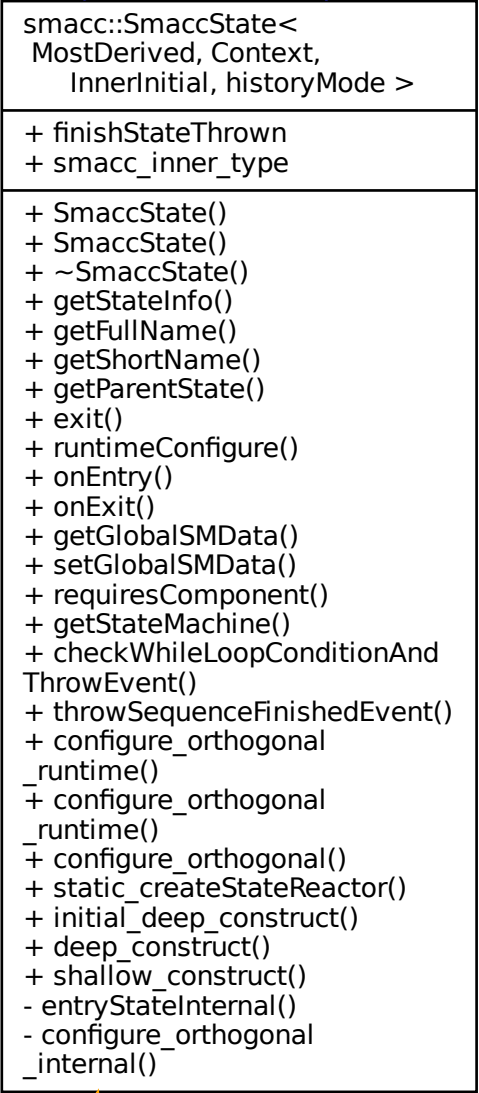 smacc::SmaccState<
MostDerived, Context,
InnerInitial, historyMode >
+ finishStateThrown
+ smacc_inner_type
+ SmaccState()
+ SmaccState()
+ ~SmaccState()
+ getStateInfo()
+ getFullName()
+ getShortName()
+ getParentState()
+ exit()
+ runtimeConfigure()
+ onEntry()
+ onExit()
+ getGlobalSMData()
+ setGlobalSMData()
+ requiresComponent()
+ getStateMachine()
+ checkWhileLoopConditionAnd
ThrowEvent()
+ throwSequenceFinishedEvent()
+ configure_orthogonal
_runtime()
+ configure_orthogonal
_runtime()
+ configure_orthogonal()
+ static_createStateReactor()
+ initial_deep_construct()
+ deep_construct()
+ shallow_construct()
- entryStateInternal()
- configure_orthogonal
_internal()